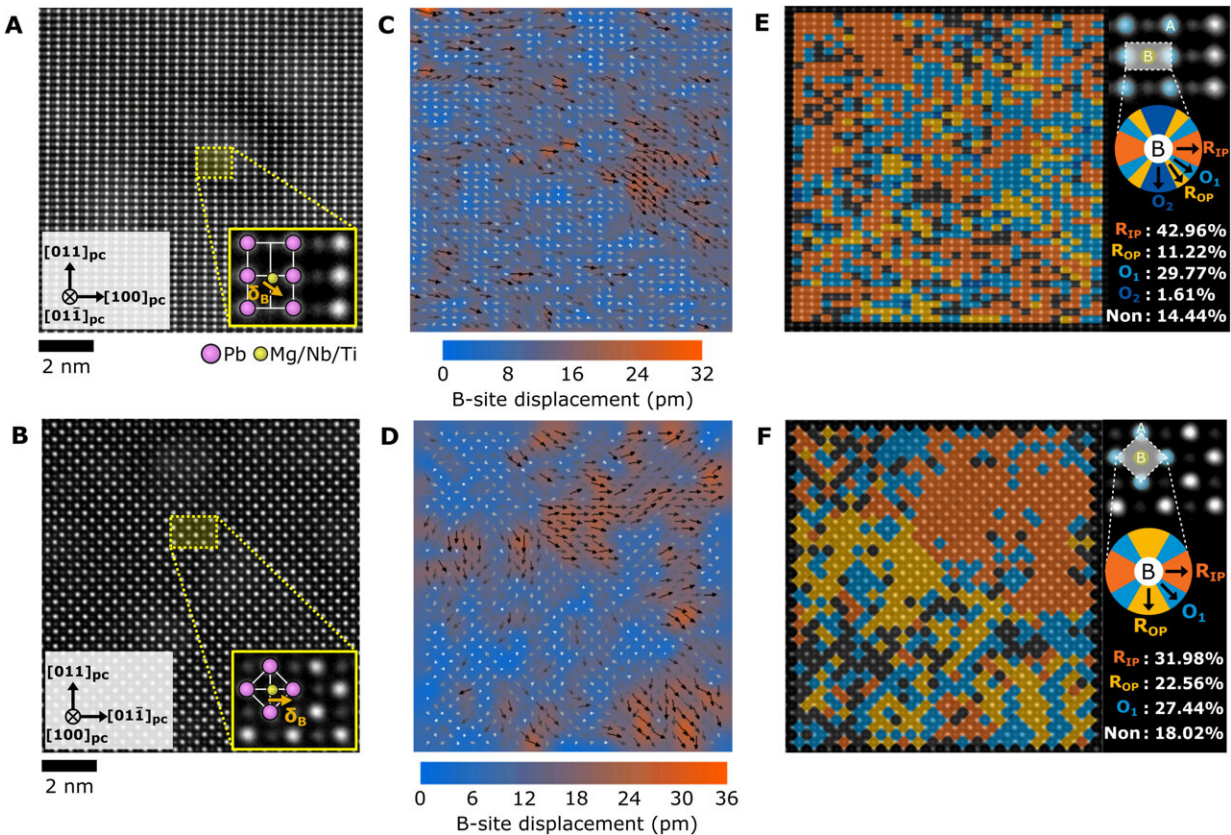 A
[011]pc
[100]pc
[011̅]pc
δ̄B
2 nm
Pb Mg/Nb/Ti
C
0 8 16 24 32
B-site displacement (pm)
E
A
B
B
RIP
O1
ROP
O2
RIP : 42.96%
ROP : 11.22%
O1 : 29.77%
O2 : 1.61%
Non : 14.44%
B
[011]pc
[011̅]pc
[100]pc
δ̄B
2 nm
D
0 6 12 18 24 30 36
B-site displacement (pm)
F
A
B
B
RIP
O1
ROP
RIP : 31.98%
ROP : 22.56%
O1 : 27.44%
Non : 18.02%